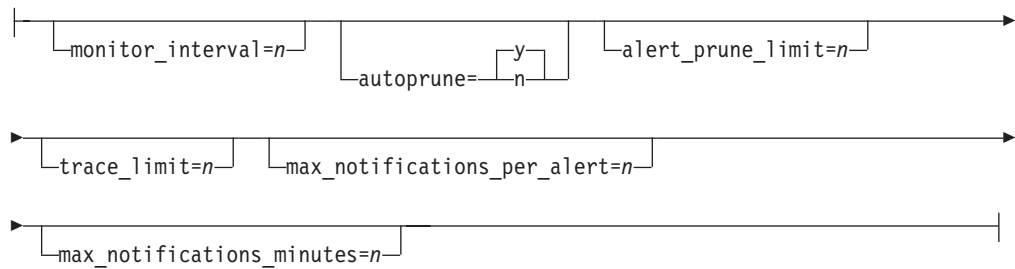 monitor_interval=n
autoprune=
y
n
alert_prune_limit=n
trace_limit=n
max_notifications_per_alert=n
max_notifications_minutes=n